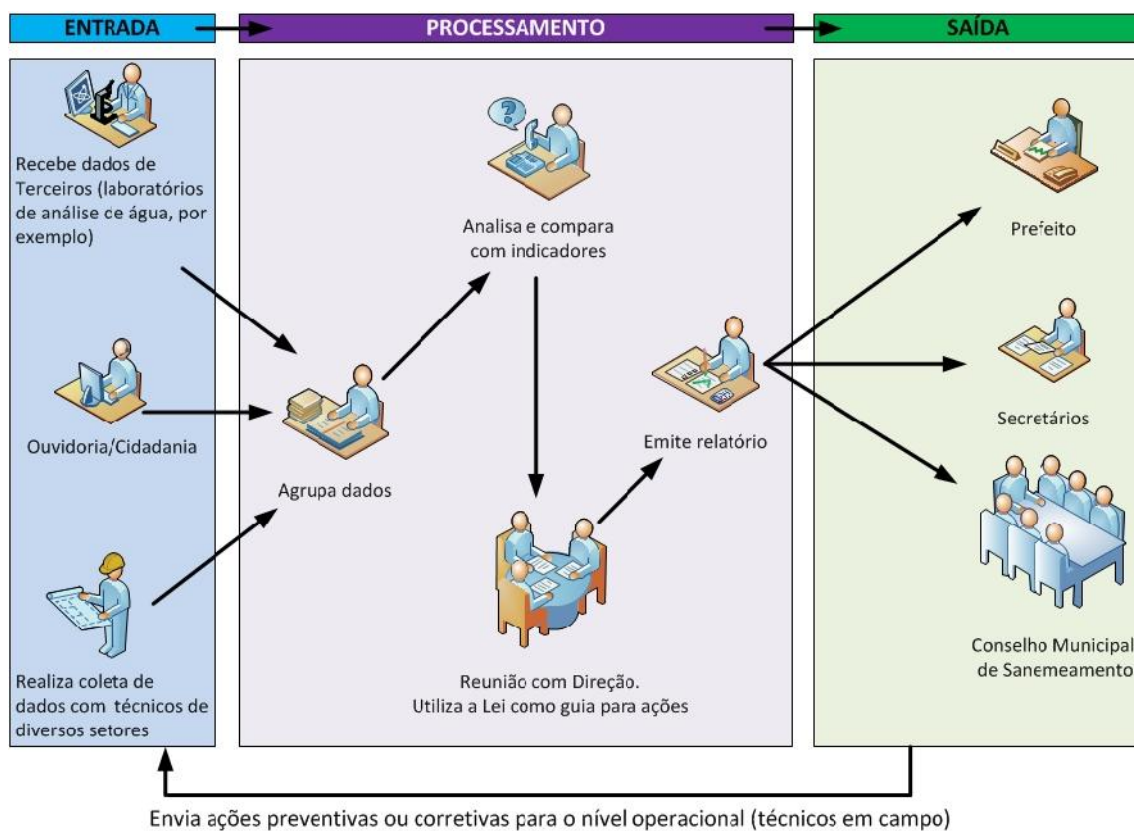 ENTRADA
PROCESSAMENTO
SAÍDA
Recebe dados de
Terceiros (laboratórios
de análise de água, por
exemplo)
Ouvidoria/Cidadania
Realiza coleta de
dados com técnicos de
diversos setores
Agrupa dados
?
Analisa e compara
com indicadores
Reunião com Direção.
Utiliza a Lei como guia para ações
Emite relatório
Prefeito
Secretários
Conselho Municipal
de Sanemeamento
Envia ações preventivas ou corretivas para o nível operacional (técnicos em campo)